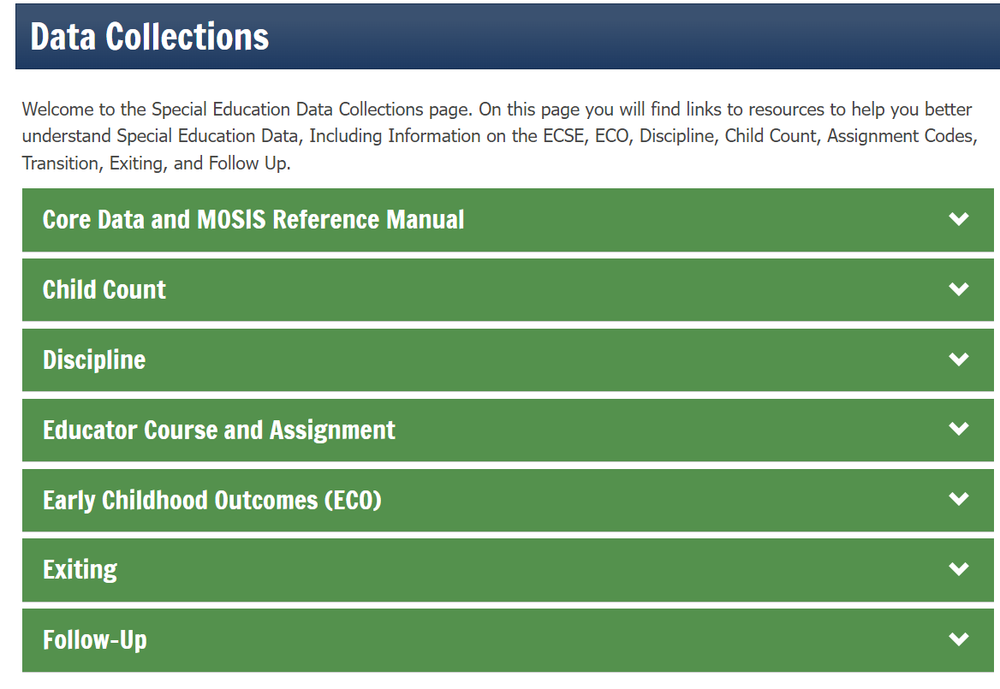 Data Collections
Welcome to the Special Education Data Collections page. On this page you will find links to resources to help you better
understand Special Education Data, Including Information on the ECSE, ECO, Discipline, Child Count, Assignment Codes,
Transition, Exiting, and Follow Up.
Core Data and MOSIS Reference Manual
Child Count
Discipline
Educator Course and Assignment
Early Childhood Outcomes (ECO)
Exiting
Follow-Up